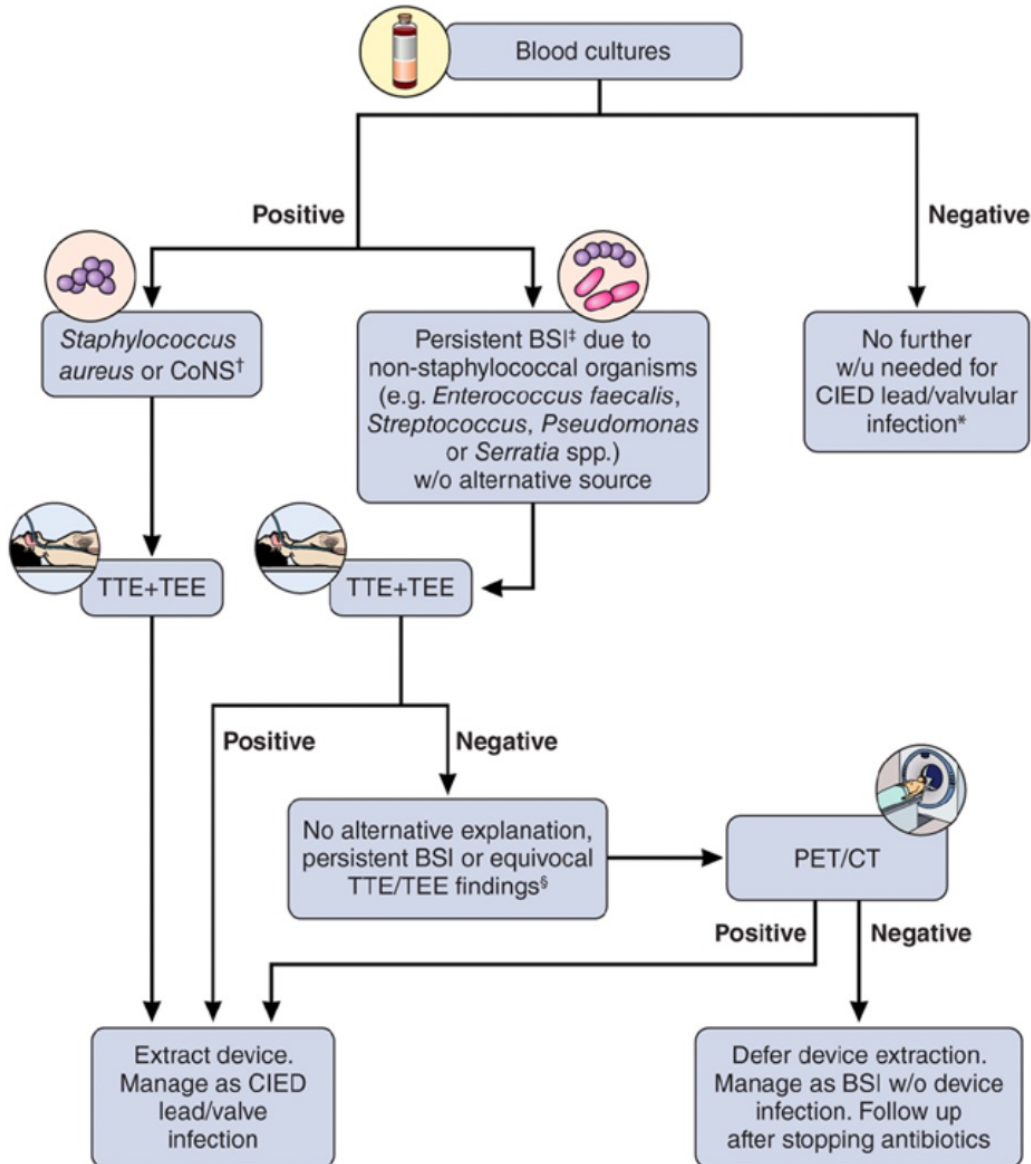 Blood cultures
Positive
Negative
Staphylococcus
aureus or CoNS†
Persistent BSI‡ due to
non-staphylococcal organisms
(e.g. Enterococcus faecalis,
Streptococcus, Pseudomonas
or Serratia spp.)
w/o alternative source
No further
w/u needed for
CIED lead/valvular
infection*
TTE+TEE
TTE+TEE
Positive
Negative
No alternative explanation,
persistent BSI or equivocal
TTE/TEE findings§
PET/CT
Positive
Negative
Extract device.
Manage as CIED
lead/valve
infection
Defer device extraction.
Manage as BSI w/o device
infection. Follow up
after stopping antibiotics